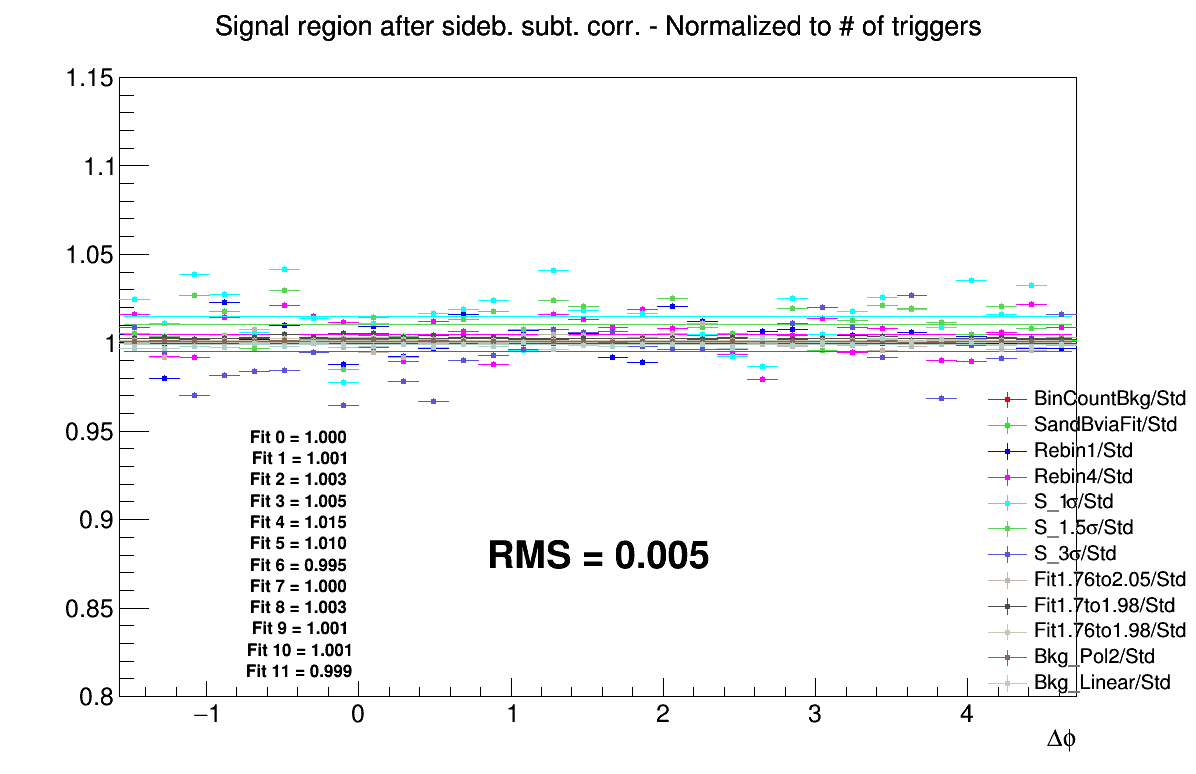 Signal region after sideb. subt. corr. - Normalized to # of triggers
1.15
1.1
1.05
1
0.95
0.9
0.85
0.8
Fit 0 = 1.000
Fit 1 = 1.001
Fit 2 = 1.003
Fit 3 = 1.005
Fit 4 = 1.015
Fit 5 = 1.010
Fit 6 = 0.995
Fit 7 = 1.000
Fit 8 = 1.003
Fit 9 = 1.001
Fit 10 = 1.001
Fit 11 = 0.999
RMS = 0.005
BinCountBkg/Std
SandBviaFit/Std
Rebin1/Std
Rebin4/Std
S_1σ/Std
S_1.5σ/Std
S_3σ/Std
Fit1.76to2.05/Std
Fit1.7to1.98/Std
Fit1.76to1.98/Std
Bkg_Pol2/Std
Bkg_Linear/Std
−1 0 1 2 3 4
Δϕ